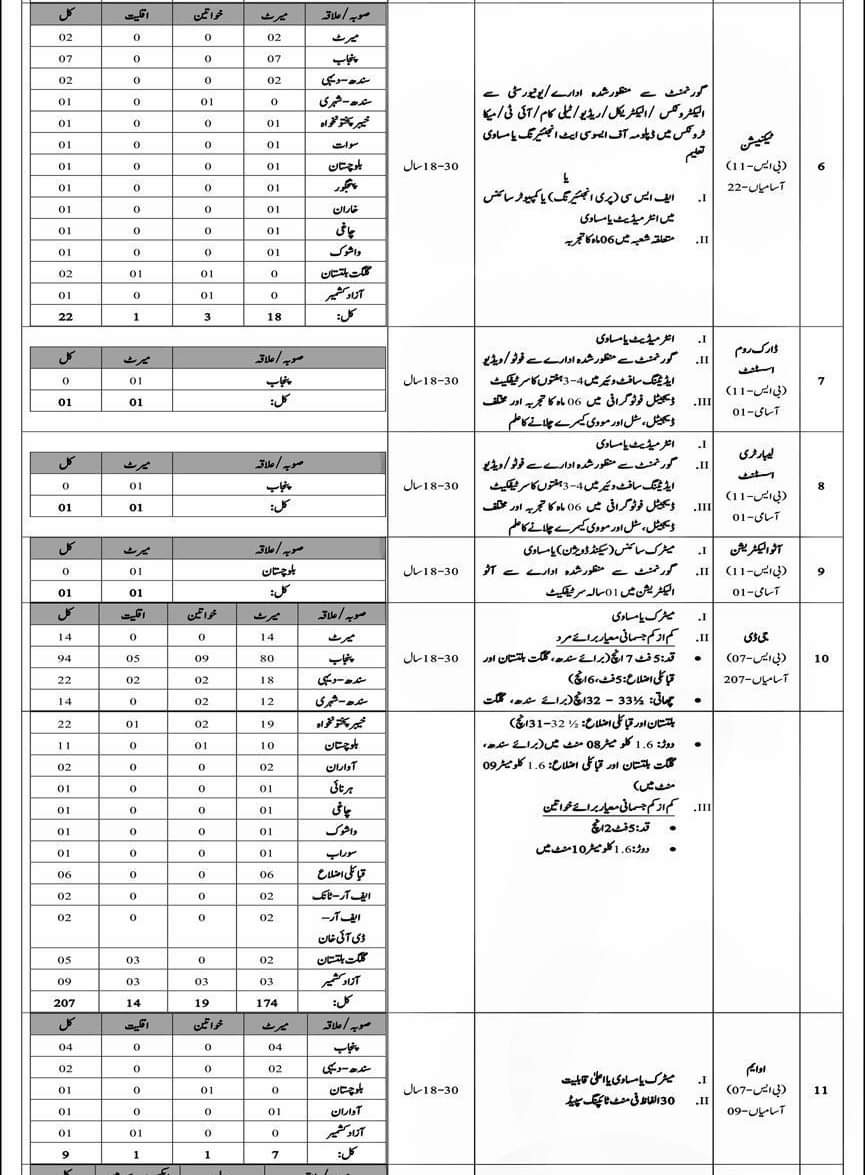 6
ٹیکنیشن
(بی ایس-11)
آسامیاں-22
گورنمنٹ سے منظور شدہ ادارے/یونیورسٹی سے
الیکٹرونکس/الیکٹریکل/ریڈیو/ٹیلی کام/آئی ٹی/میکا
ٹرونکس میں ڈپلومہ آف ایسوسی ایٹ انجینئرنگ یا مساوی
تعلیم
یا
I. ایف ایس سی (پری انجینئرنگ) یا کمپیوٹر سائنس
میں انٹرمیڈیٹ یا مساوی
II. متعلقہ شعبہ میں 06 ماہ کا تجربہ
18-30 سال
صوبہ/علاقہ میرٹ خواتین اقلیت کل
میرٹ 02 0 0 02
پنجاب 07 0 0 07
سندھ-دیہی 02 0 0 02
سندھ-شہری 0 01 0 01
خیبر پختونخواہ 01 0 0 01
سوات 01 0 0 01
بلوچستان 01 0 0 01
پنجگور 01 0 0 01
خاران 01 0 0 01
چاغی 01 0 0 01
واشوک 01 0 0 01
گلگت بلتستان 0 01 01 02
آزاد کشمیر 0 01 0 01
کل: 18 3 1 22
7
ڈارک روم
اسسٹنٹ
(بی ایس-11)
آسامی-01
I. انٹرمیڈیٹ یا مساوی
II. گورنمنٹ سے منظور شدہ ادارے سے فوٹو/ویڈیو
ایڈیٹنگ سافٹ ویئر میں 4-3 ہفتوں کا سرٹیفکیٹ
III. ڈیجیٹل فوٹوگرافی میں 06 ماہ کا تجربہ اور مختلف
ڈیجیٹل، سٹل اور مووی کیمرے چلانے کا علم
18-30 سال
صوبہ/علاقہ میرٹ کل
پنجاب 01 0
کل: 01 01
8
لیبارٹری
اسسٹنٹ
(بی ایس-11)
آسامی-01
I. انٹرمیڈیٹ یا مساوی
II. گورنمنٹ سے منظور شدہ ادارے سے فوٹو/ویڈیو
ایڈیٹنگ سافٹ ویئر میں 4-3 ہفتوں کا سرٹیفکیٹ
III. ڈیجیٹل فوٹوگرافی میں 06 ماہ کا تجربہ اور مختلف
ڈیجیٹل، سٹل اور مووی کیمرے چلانے کا علم
18-30 سال
صوبہ/علاقہ میرٹ کل
پنجاب 01 0
کل: 01 01
9
آٹو الیکٹریشن
(بی ایس-11)
آسامی-01
I. میٹرک سائنس (سیکنڈ ڈویژن) یا مساوی
II. گورنمنٹ سے منظور شدہ ادارے سے آٹو
الیکٹریشن میں 01 سالہ سرٹیفکیٹ
18-30 سال
صوبہ/علاقہ میرٹ کل
بلوچستان 01 0
کل: 01 01
10
جی ڈی
(بی ایس-07)
آسامیاں-207
I. میٹرک یا مساوی
II. کم از کم جسمانی معیار برائے مرد
• قد: 5 فٹ 7 انچ (برائے سندھ، گلگت بلتستان اور
قبائلی اضلاع: 5 فٹ، 6 انچ)
• چھاتی: 33½ – 32 انچ (برائے سندھ، گلگت
بلتستان اور قبائلی اضلاع: ½ 32-31 انچ)
• دوڑ: 1.6 کلو میٹر 08 منٹ میں (برائے سندھ،
گلگت بلتستان اور قبائلی اضلاع: 1.6 کلو میٹر 09
منٹ میں)
III. کم از کم جسمانی معیار برائے خواتین
• قد: 5 فٹ 2 انچ
• دوڑ: 1.6 کلو میٹر 10 منٹ میں
18-30 سال
صوبہ/علاقہ میرٹ خواتین اقلیت کل
میرٹ 14 0 0 14
پنجاب 80 09 05 94
سندھ-دیہی 18 02 02 22
سندھ-شہری 12 02 0 14
خیبر پختونخواہ 19 02 01 22
بلوچستان 10 01 0 11
آواران 02 0 0 02
ہرنائی 01 0 0 01
چاغی 01 0 0 01
واشوک 01 0 0 01
سوراب 01 0 0 01
قبائلی اضلاع 06 0 0 06
ایف آر-ٹانک 02 0 0 02
ایف آر- 02 0 0 02
ڈی آئی خان
گلگت بلتستان 02 0 03 05
آزاد کشمیر 03 03 03 09
کل: 174 19 14 207
11
او ایم
(بی ایس-07)
آسامیاں-09
I. میٹرک یا مساوی یا اعلیٰ قابلیت
II. 30 الفاظ فی منٹ ٹائپنگ سپیڈ
18-30 سال
صوبہ/علاقہ میرٹ خواتین اقلیت کل
پنجاب 04 0 0 04
سندھ-دیہی 02 0 0 02
بلوچستان 0 01 0 01
آواران 01 0 0 01
آزاد کشمیر 0 0 01 01
کل: 7 1 1 9